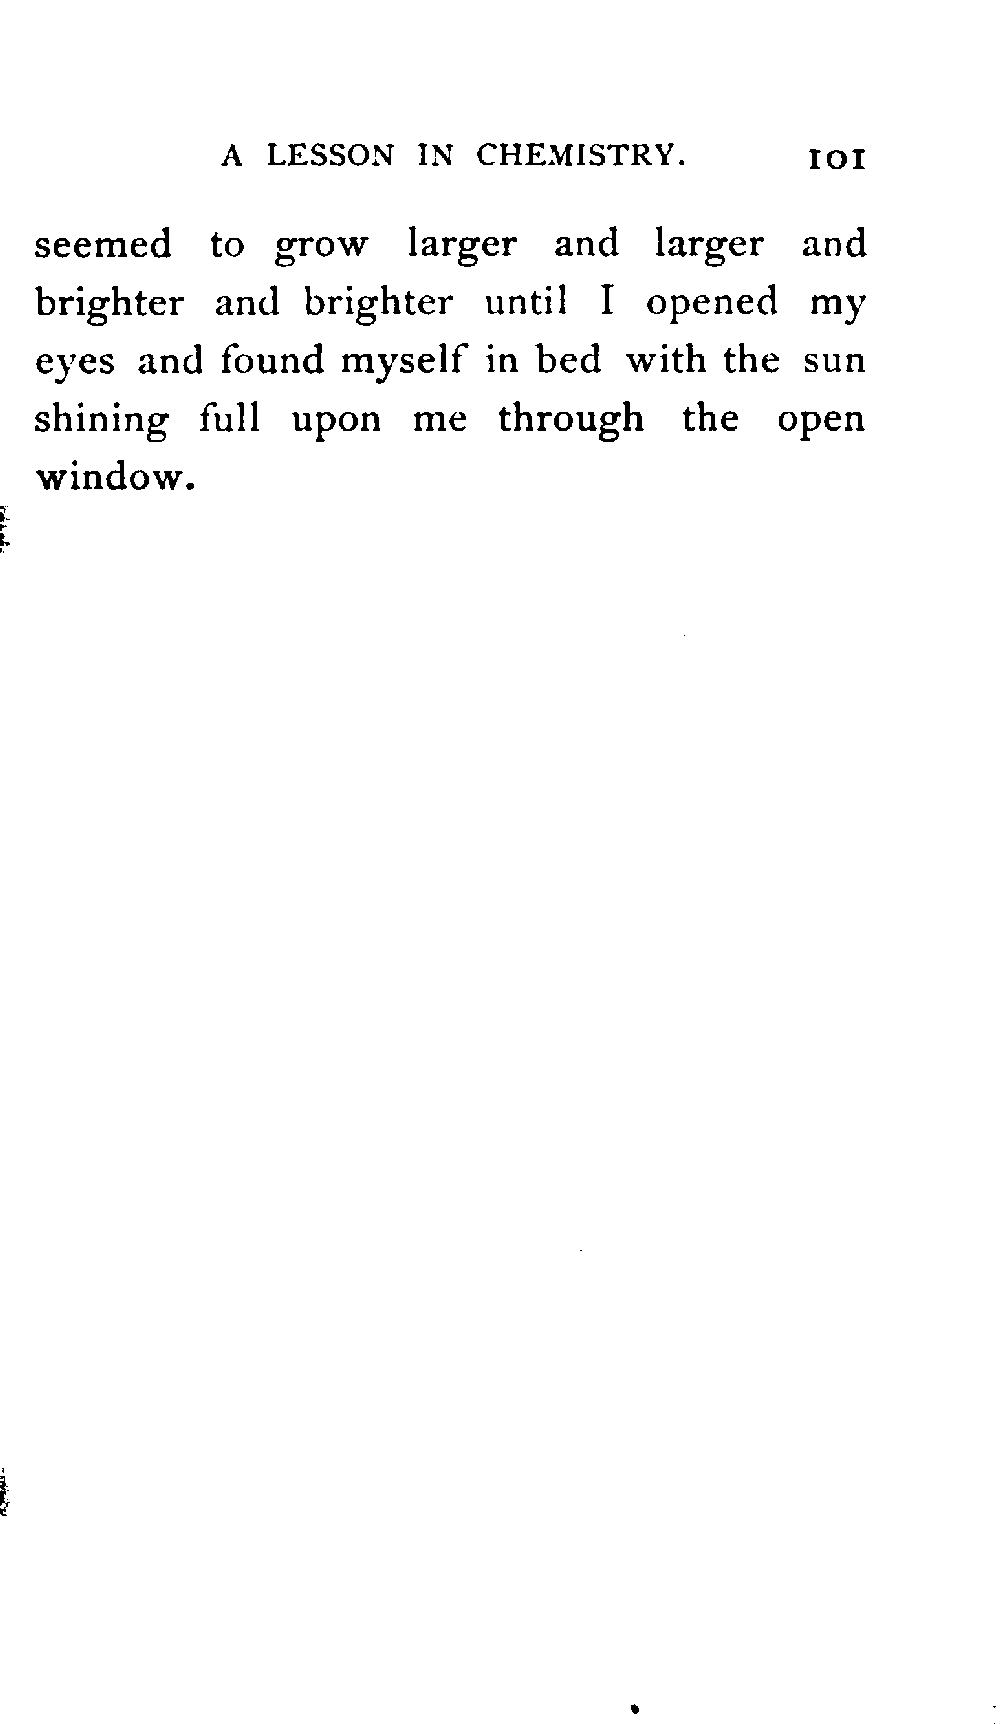 A LESSON IN CHEMISTRY. 101
seemed to grow larger and larger and
brighter and brighter until I opened my
eyes and found myself in bed with the sun
shining full upon me through the open
window.